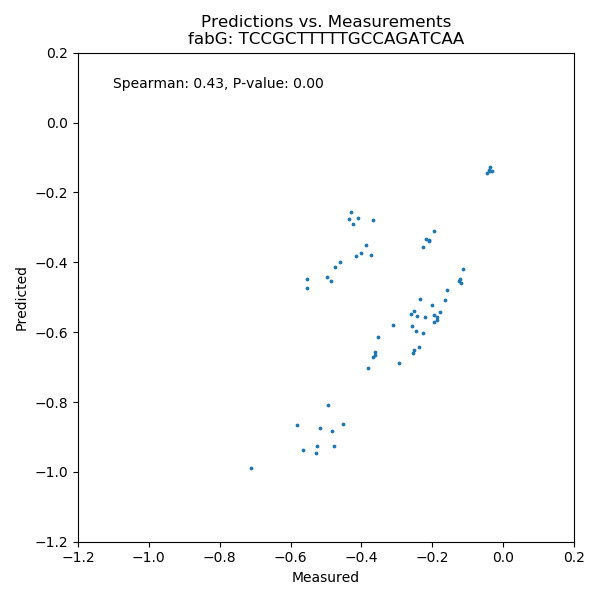 Predictions vs. Measurements
fabG: TCCGCTTTTTGCCAGATCAA
Spearman: 0.43, P-value: 0.00
0.2
0.0
−0.2
−0.4
−0.6
−0.8
−1.0
−1.2
Predicted
−1.2 −1.0 −0.8 −0.6 −0.4 −0.2 0.0 0.2
Measured